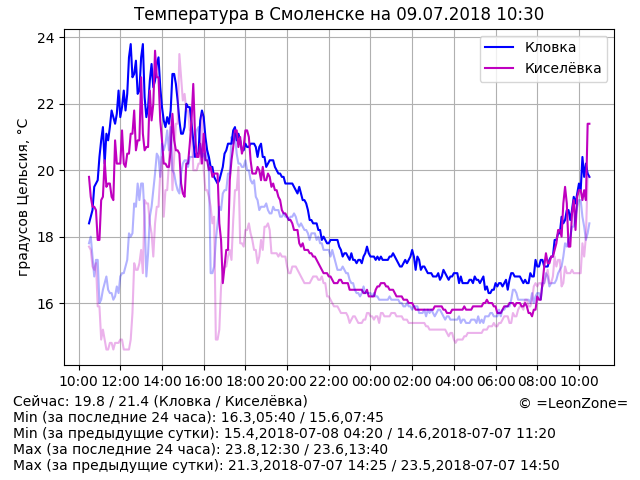 Температура в Смоленске на 09.07.2018 10:30
Кловка
Киселёвка
градусов Цельсия, °C
24
22
20
18
16
10:00 12:00 14:00 16:00 18:00 20:00 22:00 00:00 02:00 04:00 06:00 08:00 10:00
Сейчас: 19.8 / 21.4 (Кловка / Киселёвка)
© =LeonZone=
Min (за последние 24 часа): 16.3,05:40 / 15.6,07:45
Min (за предыдущие сутки): 15.4,2018-07-08 04:20 / 14.6,2018-07-07 11:20
Max (за последние 24 часа): 23.8,12:30 / 23.6,13:40
Max (за предыдущие сутки): 21.3,2018-07-07 14:25 / 23.5,2018-07-07 14:50